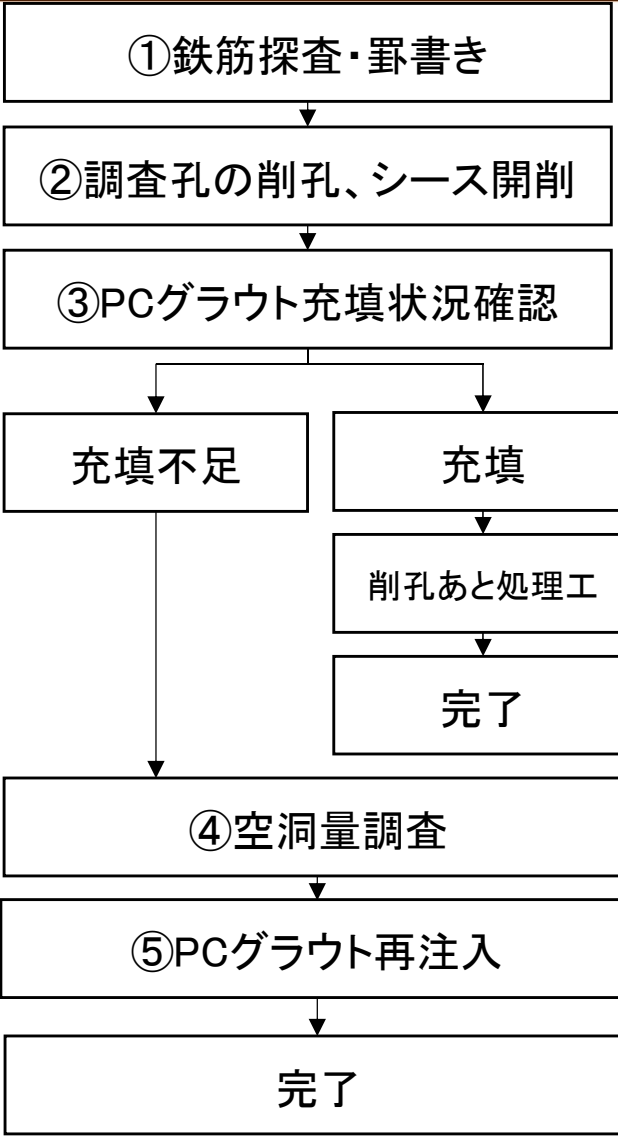 ①鉄筋探査・罫書き
②調査孔の削孔、シース開削
③PCグラウト充填状況確認
充填不足
充填
削孔あと処理工
完了
④空洞量調査
⑤PCグラウト再注入
完了